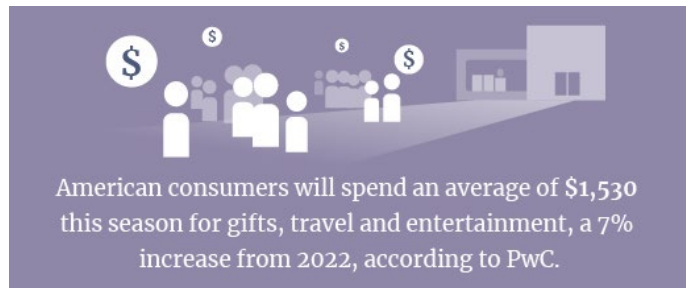 $
$
$
$
American consumers will spend an average of $1,530
this season for gifts, travel and entertainment, a 7%
increase from 2022, according to PwC.